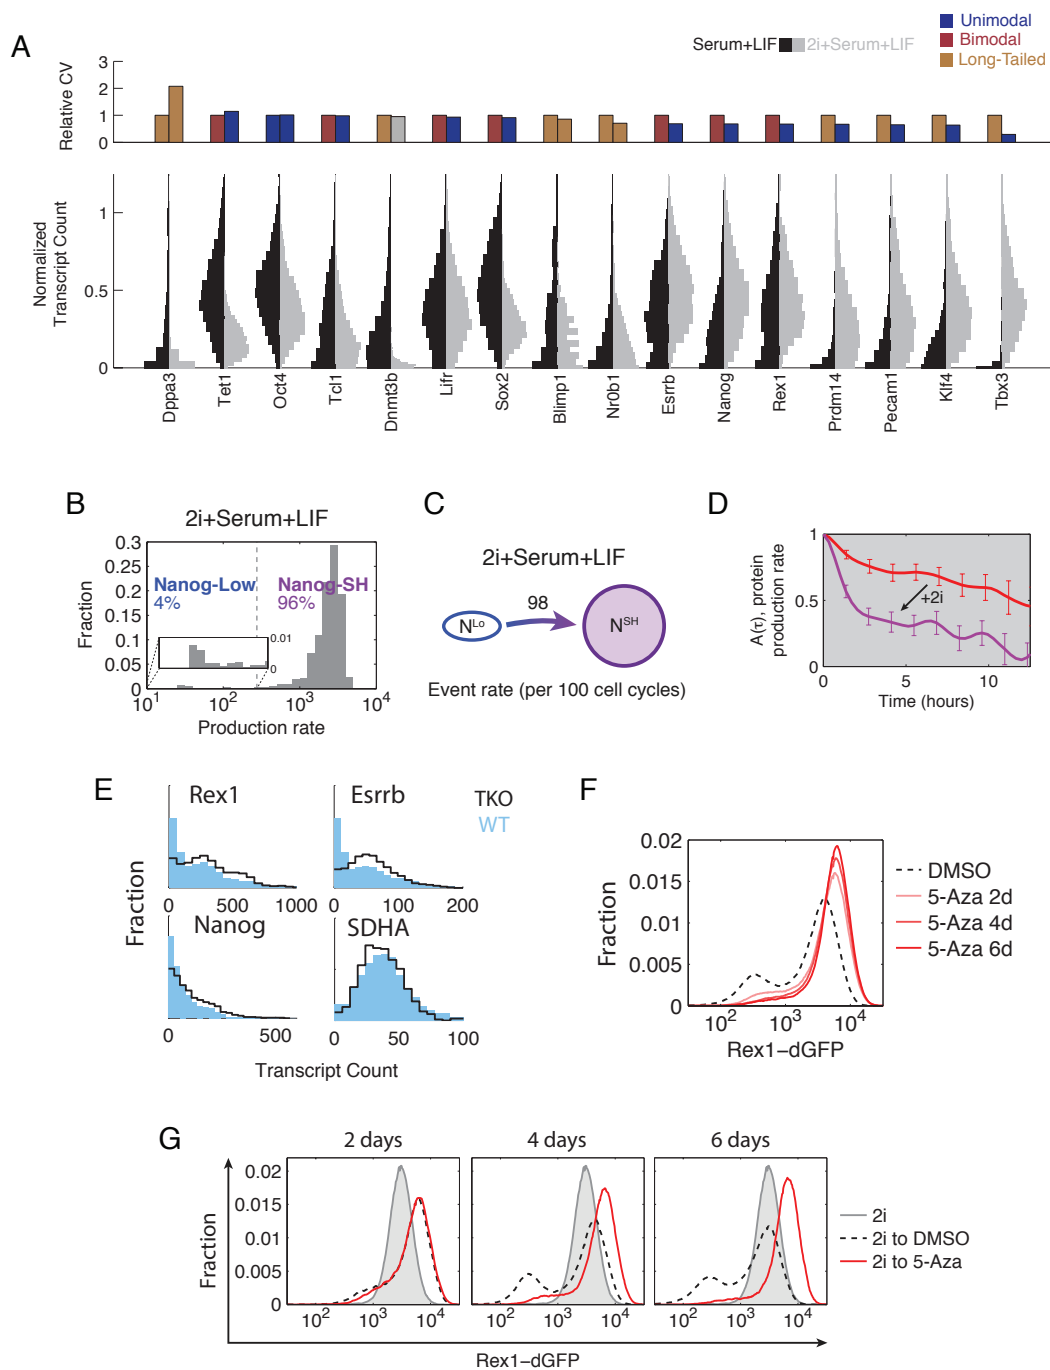 A
Serum+LIF 2i+Serum+LIF
Unimodal
Bimodal
Long-Tailed
Relative CV
3
2
1
0
Normalized
Transcript Count
1
0.5
0
Dppa3 Tet1 Oct4 Tcl1 Dnmt3b Lifr Sox2 Blimp1 Nr0b1 Esrrb Nanog Rex1 Prdm14 Pecam1 Klf4 Tbx3
B
2i+Serum+LIF
Fraction
0.3
0.25
0.2
0.15
0.1
0.05
0
Nanog-Low
4%
Nanog-SH
96%
0.01
0
10¹ 10² 10³ 10⁴
Production rate
C
2i+Serum+LIF
98
Nᴸᵒ
Nˢᴴ
Event rate (per 100 cell cycles)
D
A(τ), protein
production rate
1
0.5
0
+2i
0 5 10
Time (hours)
E
Fraction
Rex1
0 500 1000
Esrrb
0 100 200
TKO
WT
Nanog
0 500
SDHA
0 50 100
Transcript Count
F
Fraction
0.02
0.015
0.01
0.005
0
10² 10³ 10⁴
Rex1–dGFP
DMSO
5-Aza 2d
5-Aza 4d
5-Aza 6d
G
2 days 4 days 6 days
Fraction
0.02
0.015
0.01
0.005
0
10² 10³ 10⁴ 10² 10³ 10⁴ 10² 10³ 10⁴
Rex1–dGFP
2i
2i to DMSO
2i to 5-Aza